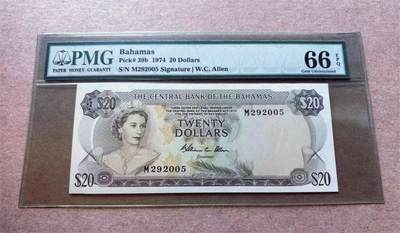 PMG
PAPER MONEY GUARANTY
Bahamas
Pick# 39b 1974 20 Dollars
S/N M292005 Signature | W.C. Allen
66 EPQ
Gem Uncirculated
THE CENTRAL BANK OF THE BAHAMAS
$20
$20
M292005
TWENTY
DOLLARS
M292005
$20
$20